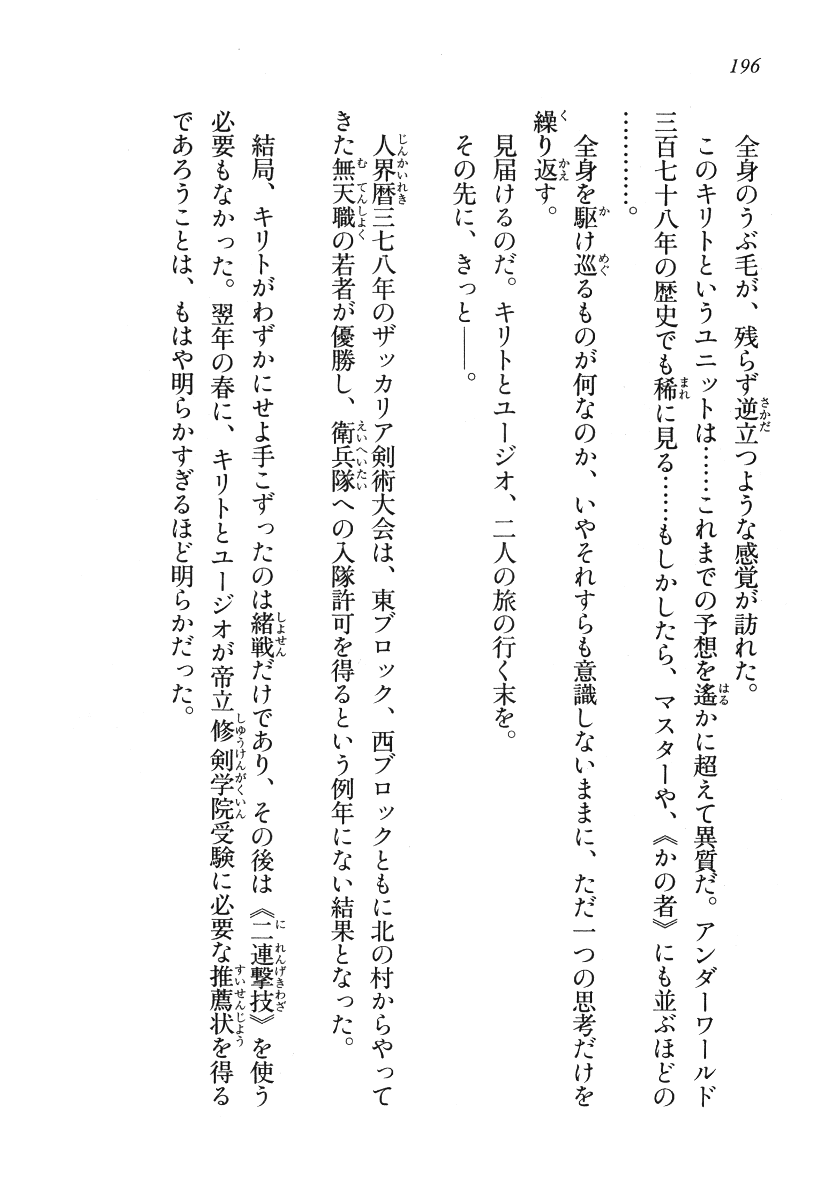 196
全身のうぶ毛が、残らず逆立つような感覚が訪れた。
このキリトというユニットは……これまでの予想を遙かに超えて異質だ。アンダーワールド
三百七十八年の歴史でも稀に見る……もしかしたら、マスターや、《かの者》にも並ぶほどの
…………。
全身を駆け巡るものが何なのか、いやそれすらも意識しないままに、ただ一つの思考だけを
繰り返す。
見届けるのだ。キリトとユージオ、二人の旅の行く末を。
その先に、きっと――。
人界暦三七八年のザッカリア剣術大会は、東ブロック、西ブロックともに北の村からやって
きた無天職の若者が優勝し、衛兵隊への入隊許可を得るという例年にない結果となった。
結局、キリトがわずかにせよ手こずったのは緒戦だけであり、その後は《二連撃技》を使う
必要もなかった。翌年の春に、キリトとユージオが帝立修剣学院受験に必要な推薦状を得る
であろうことは、もはや明らかすぎるほど明らかだった。